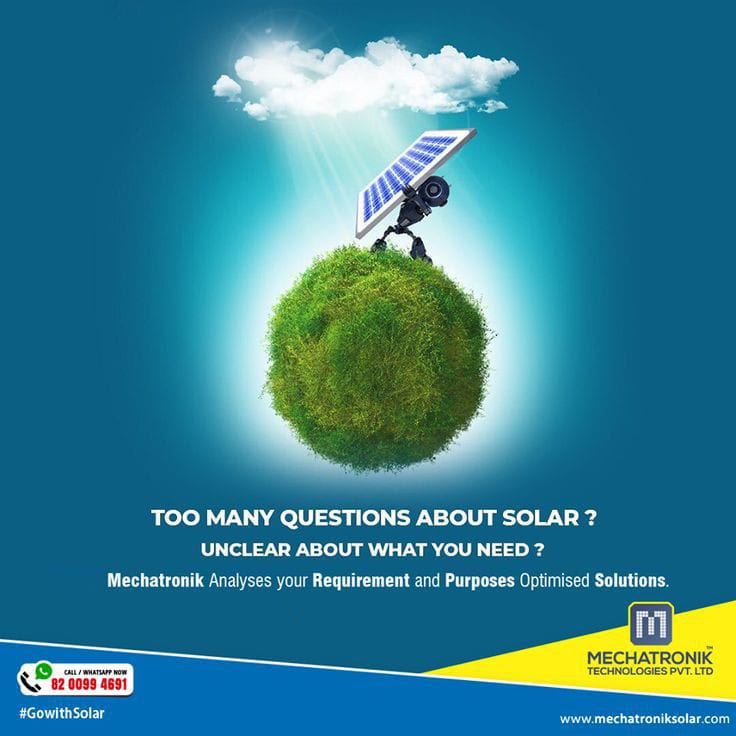 TOO MANY QUESTIONS ABOUT SOLAR ?
UNCLEAR ABOUT WHAT YOU NEED ?
Mechatronik Analyses your Requirement and Purposes Optimised Solutions.
M
MECHATRONIK™
TECHNOLOGIES PVT. LTD
CALL / WHATSAPP NOW
82 0099 4691
#GowithSolar
www.mechatroniksolar.com